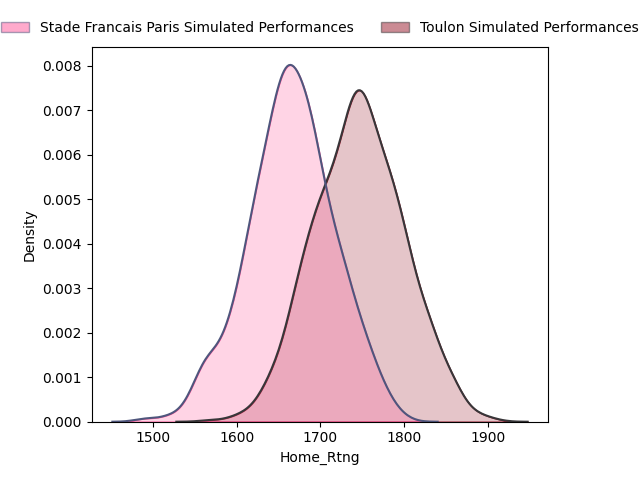 Stade Francais Paris Simulated Performances
Toulon Simulated Performances
0.008
0.007
0.006
0.005
0.004
0.003
0.002
0.001
0.000
Density
1500 1600 1700 1800 1900
Home_Rtng